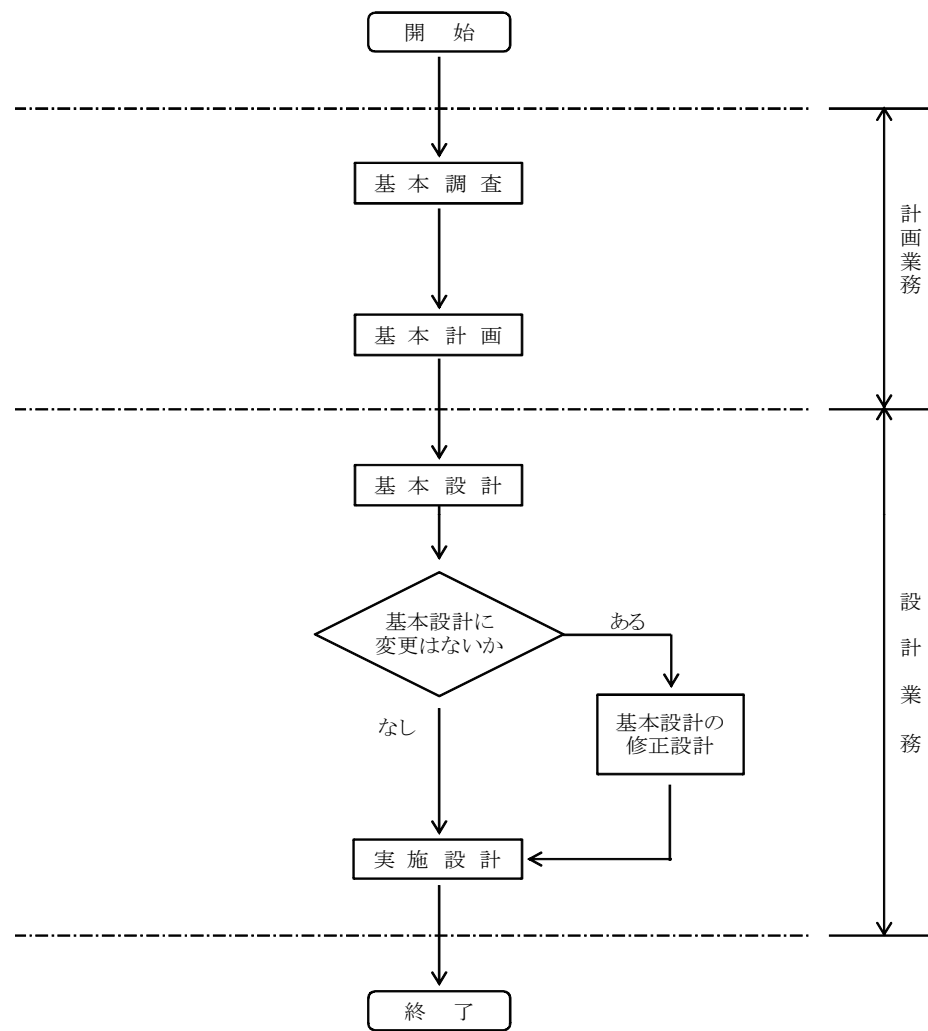 開始
基本調査
計画業務
基本計画
基本設計
基本設計に
変更はないか
ある
なし
基本設計の
修正設計
設計業務
実施設計
終了